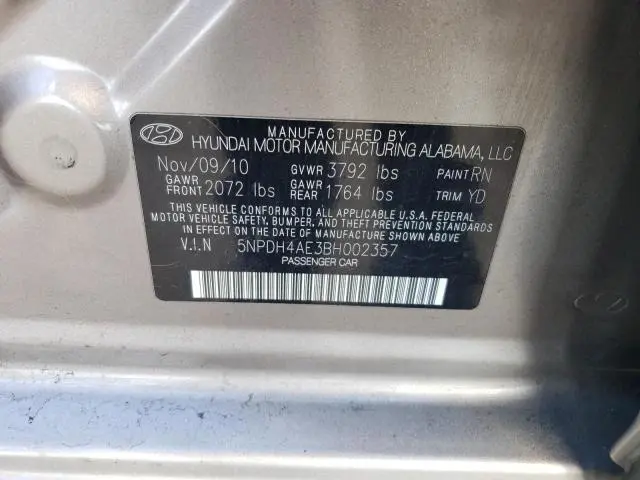 MANUFACTURED BY
HYUNDAI MOTOR MANUFACTURING ALABAMA, LLC
Nov/09/10 GVWR 3792 lbs PAINT RN
GAWR FRONT 2072 lbs GAWR REAR 1764 lbs TRIM YD
THIS VEHICLE CONFORMS TO ALL APPLICABLE U.S.A. FEDERAL
MOTOR VEHICLE SAFETY, BUMPER, AND THEFT PREVENTION STANDARDS
IN EFFECT ON THE DATE OF MANUFACTURE SHOWN ABOVE.
V.I.N 5NPDH4AE3BH002357
PASSENGER CAR